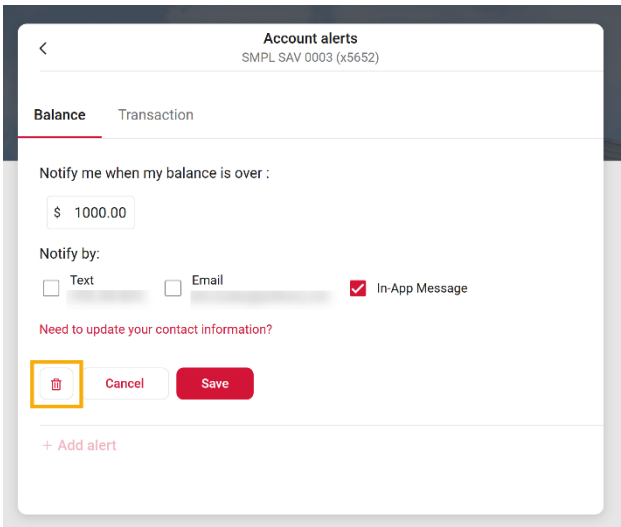 Account alerts
SMPL SAV 0003 (x5652)
Balance Transaction
Notify me when my balance is over :
$ 1000.00
Notify by:
Text Email In-App Message
Need to update your contact information?
Cancel Save
+ Add alert